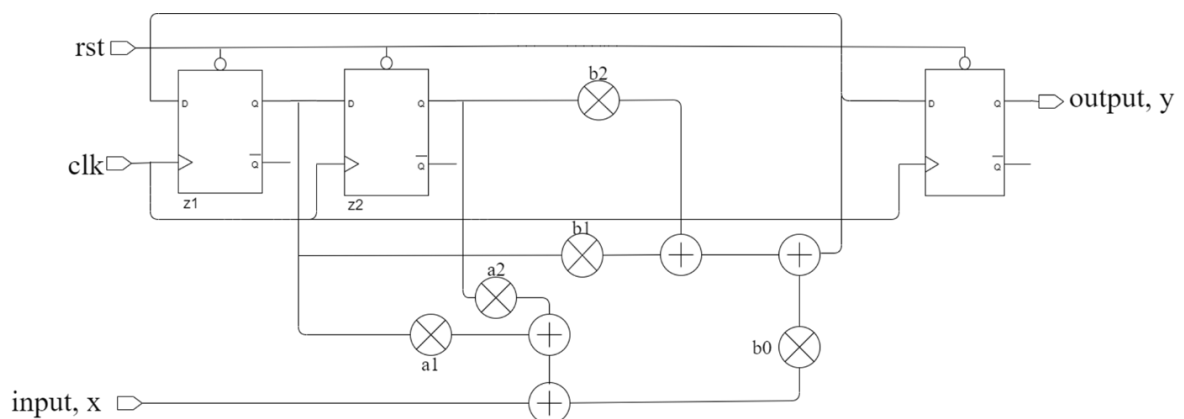 rst
b2
D
Q
D
Q
D
Q
output, y
clk
Q
Q
Q
z1
z2
b1
a2
b0
a1
input, x